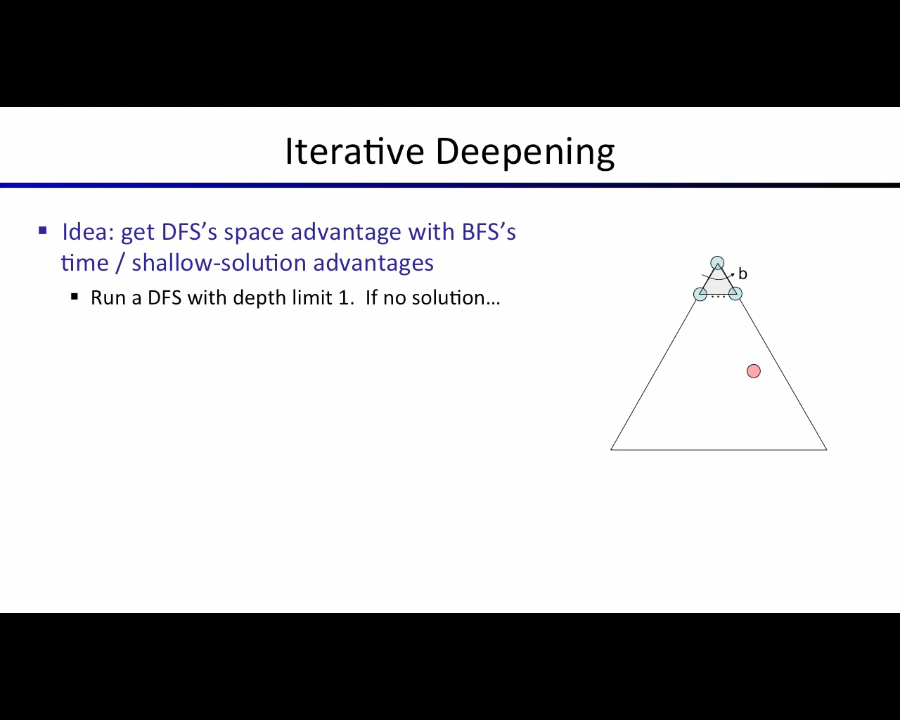 Iterative Deepening
▪ Idea: get DFS’s space advantage with BFS’s
time / shallow-solution advantages
▪ Run a DFS with depth limit 1. If no solution…
b
…